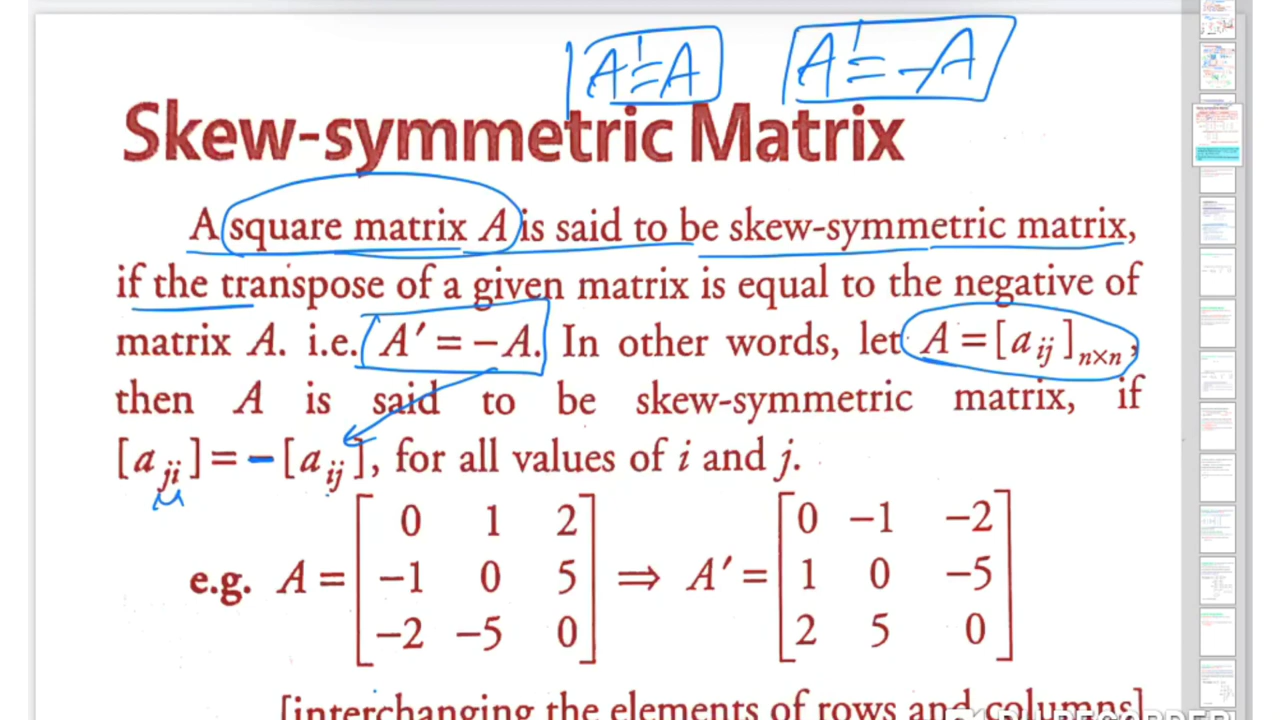 A' = A   A' = -A
Skew-symmetric Matrix
A square matrix A is said to be skew-symmetric matrix,
if the transpose of a given matrix is equal to the negative of
matrix A. i.e. A′ = −A. In other words, let A = [a ij ] n×n ,
then A is said to be skew-symmetric matrix, if
[a ji ] = − [a ij ], for all values of i and j.
0 1 2   0 −1 −2
e.g. A = −1 0 5 ⇒ A′ = 1 0 −5
−2 −5 0   2 5 0
[interchanging the elements of rows and columns]